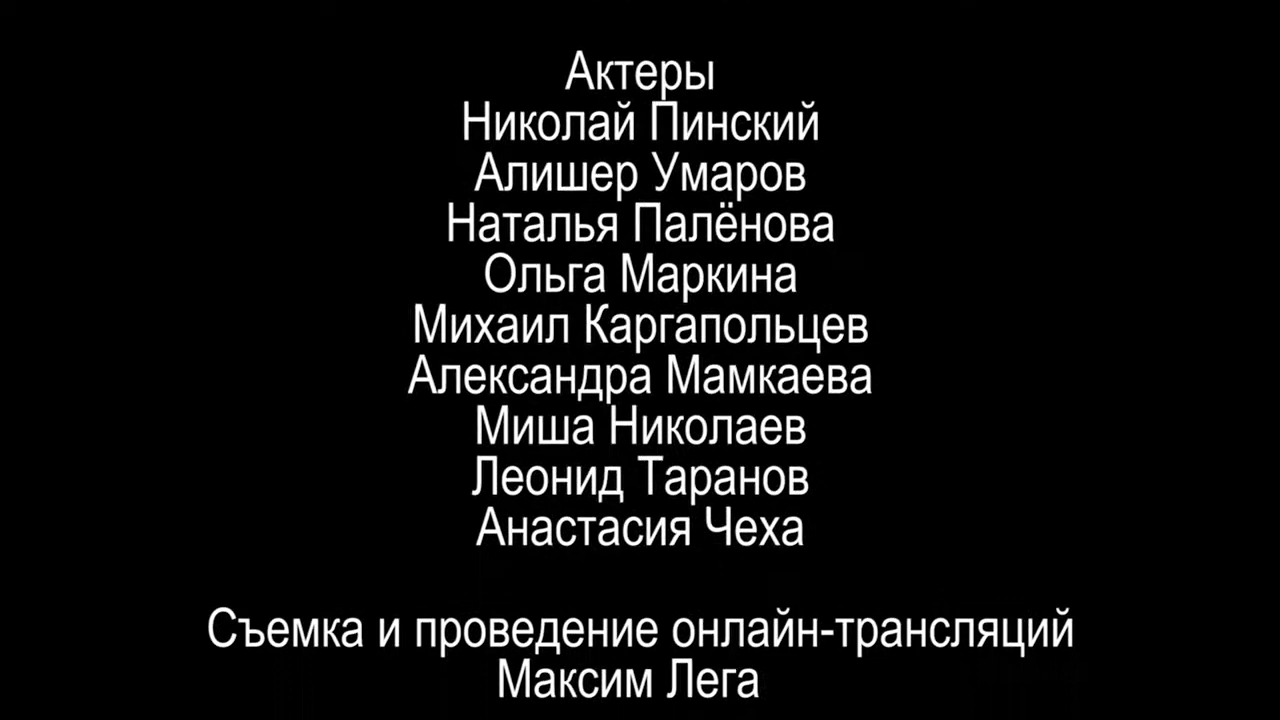 Актеры
Николай Пинский
Алишер Умаров
Наталья Палёнова
Ольга Маркина
Михаил Каргапольцев
Александра Мамкаева
Миша Николаев
Леонид Таранов
Анастасия Чеха
Съемка и проведение онлайн-трансляций
Максим Лега